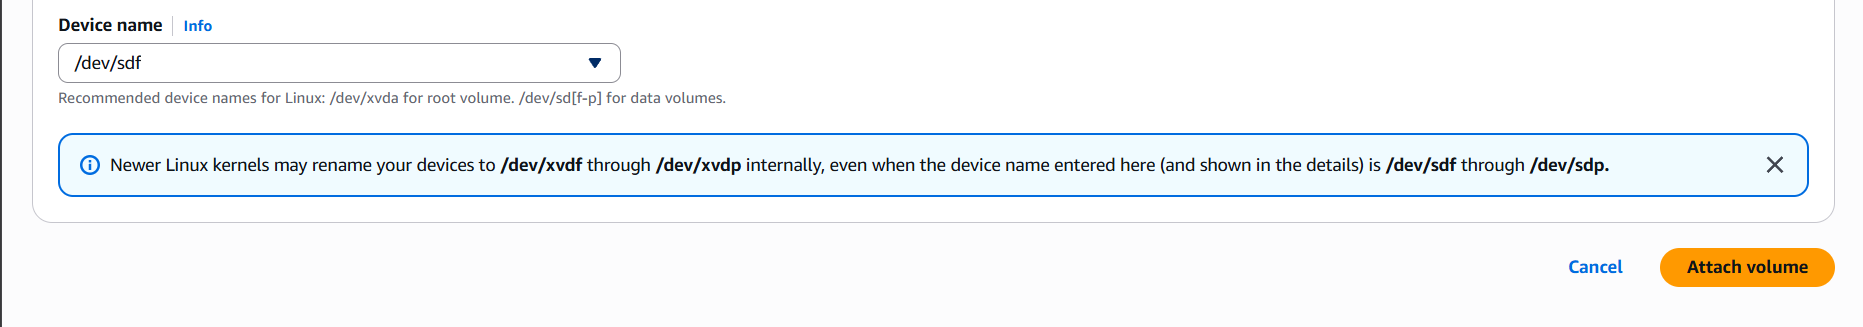 Device name Info
/dev/sdf
Recommended device names for Linux: /dev/xvda for root volume. /dev/sd[f-p] for data volumes.
Newer Linux kernels may rename your devices to /dev/xvdf through /dev/xvdp internally, even when the device name entered here (and shown in the details) is /dev/sdf through /dev/sdp.
Cancel Attach volume